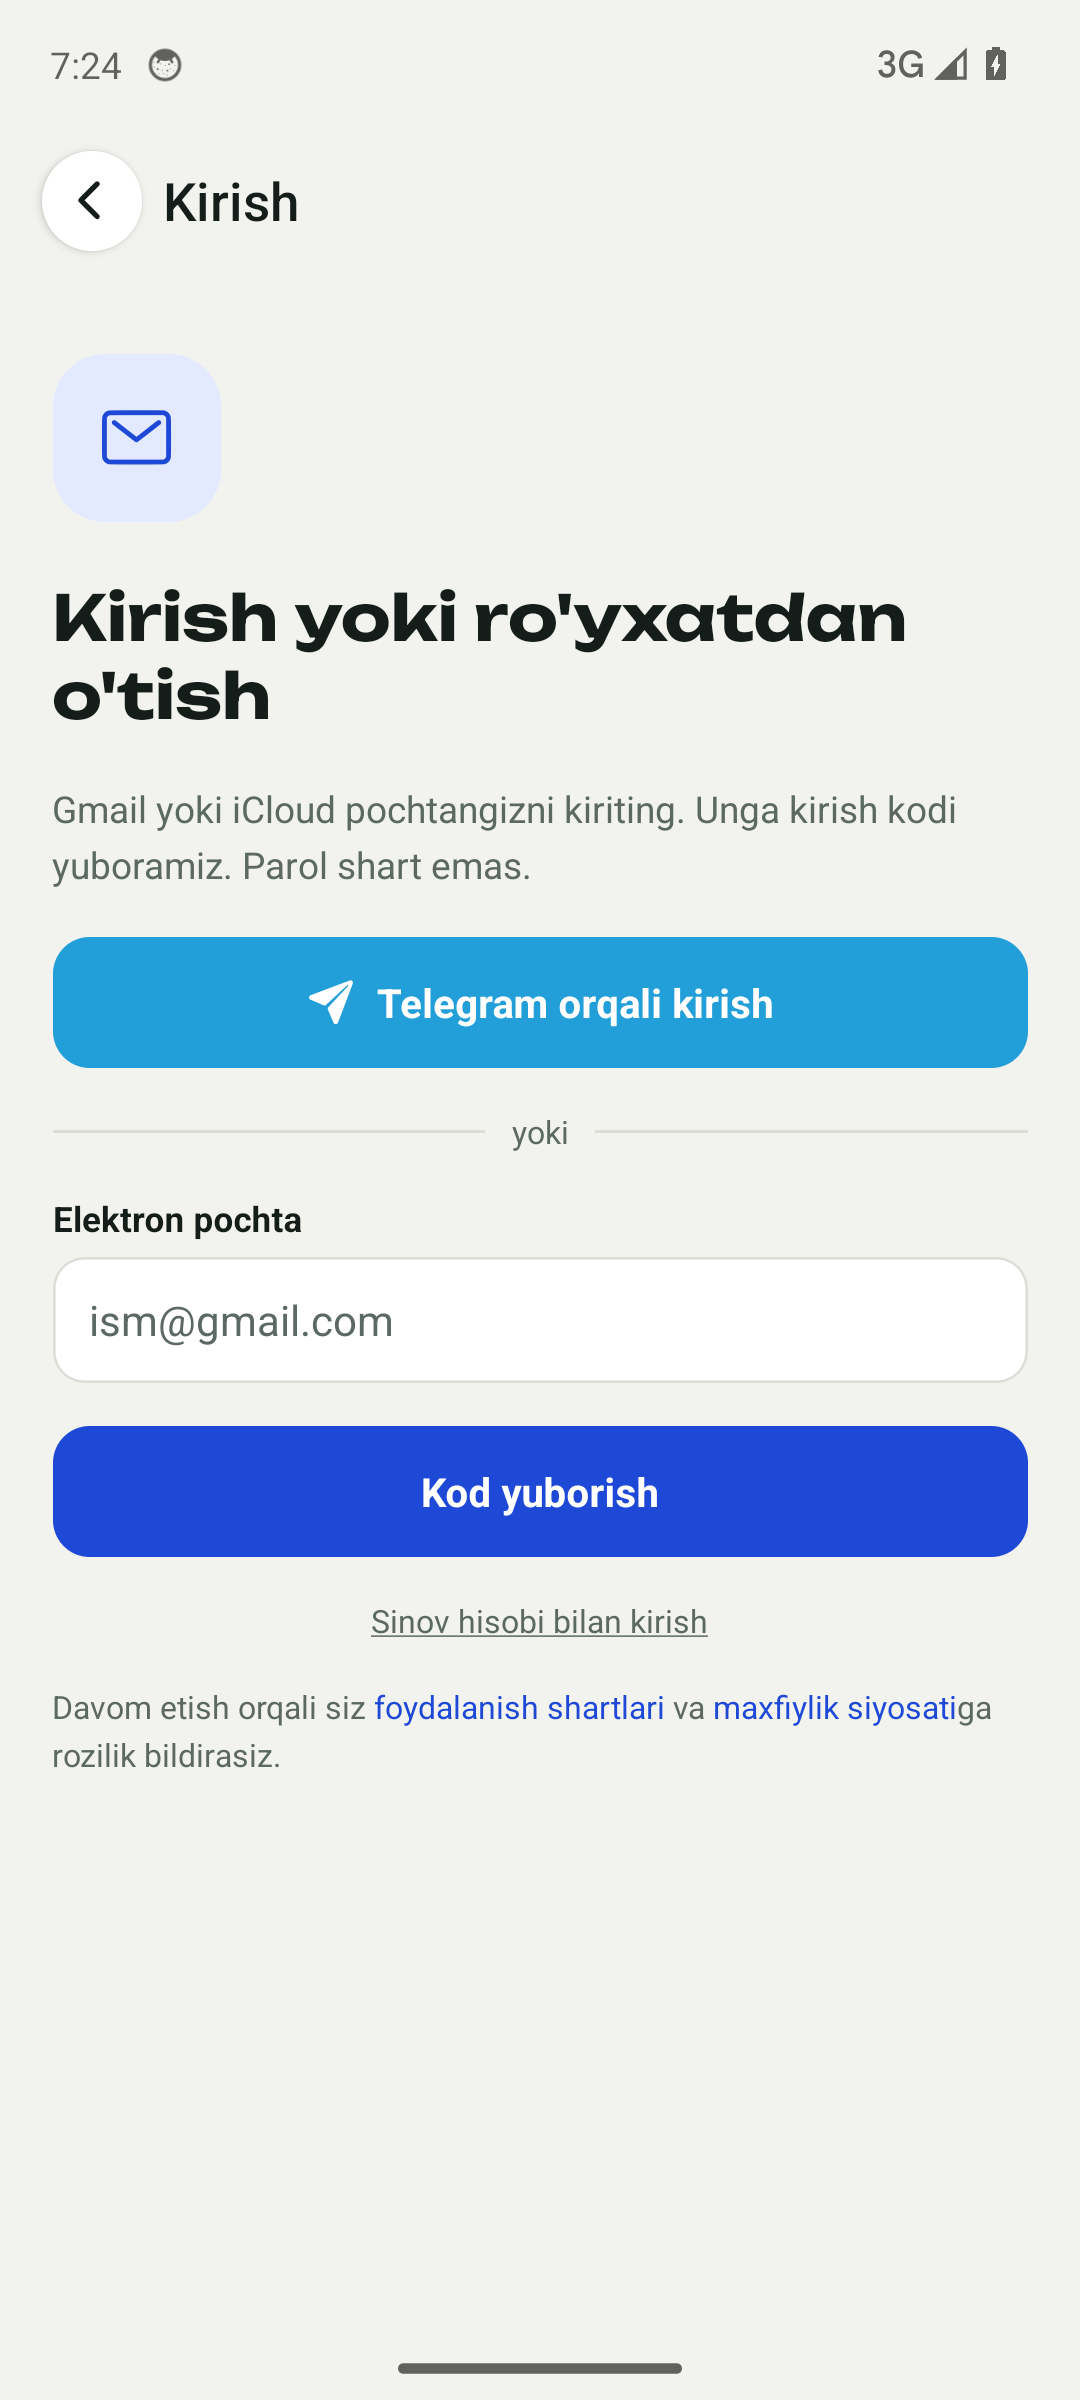 7:24
3G
Kirish
Kirish yoki ro'yxatdan
o'tish
Gmail yoki iCloud pochtangizni kiriting. Unga kirish kodi
yuboramiz. Parol shart emas.
Telegram orqali kirish
yoki
Elektron pochta
ism@gmail.com
Kod yuborish
Sinov hisobi bilan kirish
Davom etish orqali siz foydalanish shartlari va maxfiylik siyosatiga
rozilik bildirasiz.